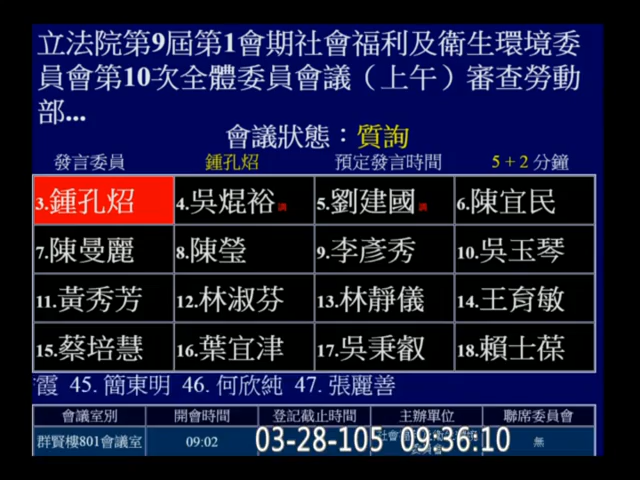 立法院第9屆第1會期社會福利及衛生環境委
員會第10次全體委員會議（上午）審查勞動
部...
會議狀態：質詢
發言委員 鍾孔炤 預定發言時間 5 + 2 分鐘
3.鍾孔炤 4.吳焜裕 5.劉建國 6.陳宜民
7.陳曼麗 8.陳瑩 9.李彥秀 10.吳玉琴
11.黃秀芳 12.林淑芬 13.林靜儀 14.王育敏
15.蔡培慧 16.葉宜津 17.吳秉叡 18.賴士葆
霞 45. 簡東明 46. 何欣純 47. 張麗善
會議室別 開會時間 登記截止時間 主辦單位 聯席委員會
群賢樓801會議室 09:02 無
03-28-105 09:36:10